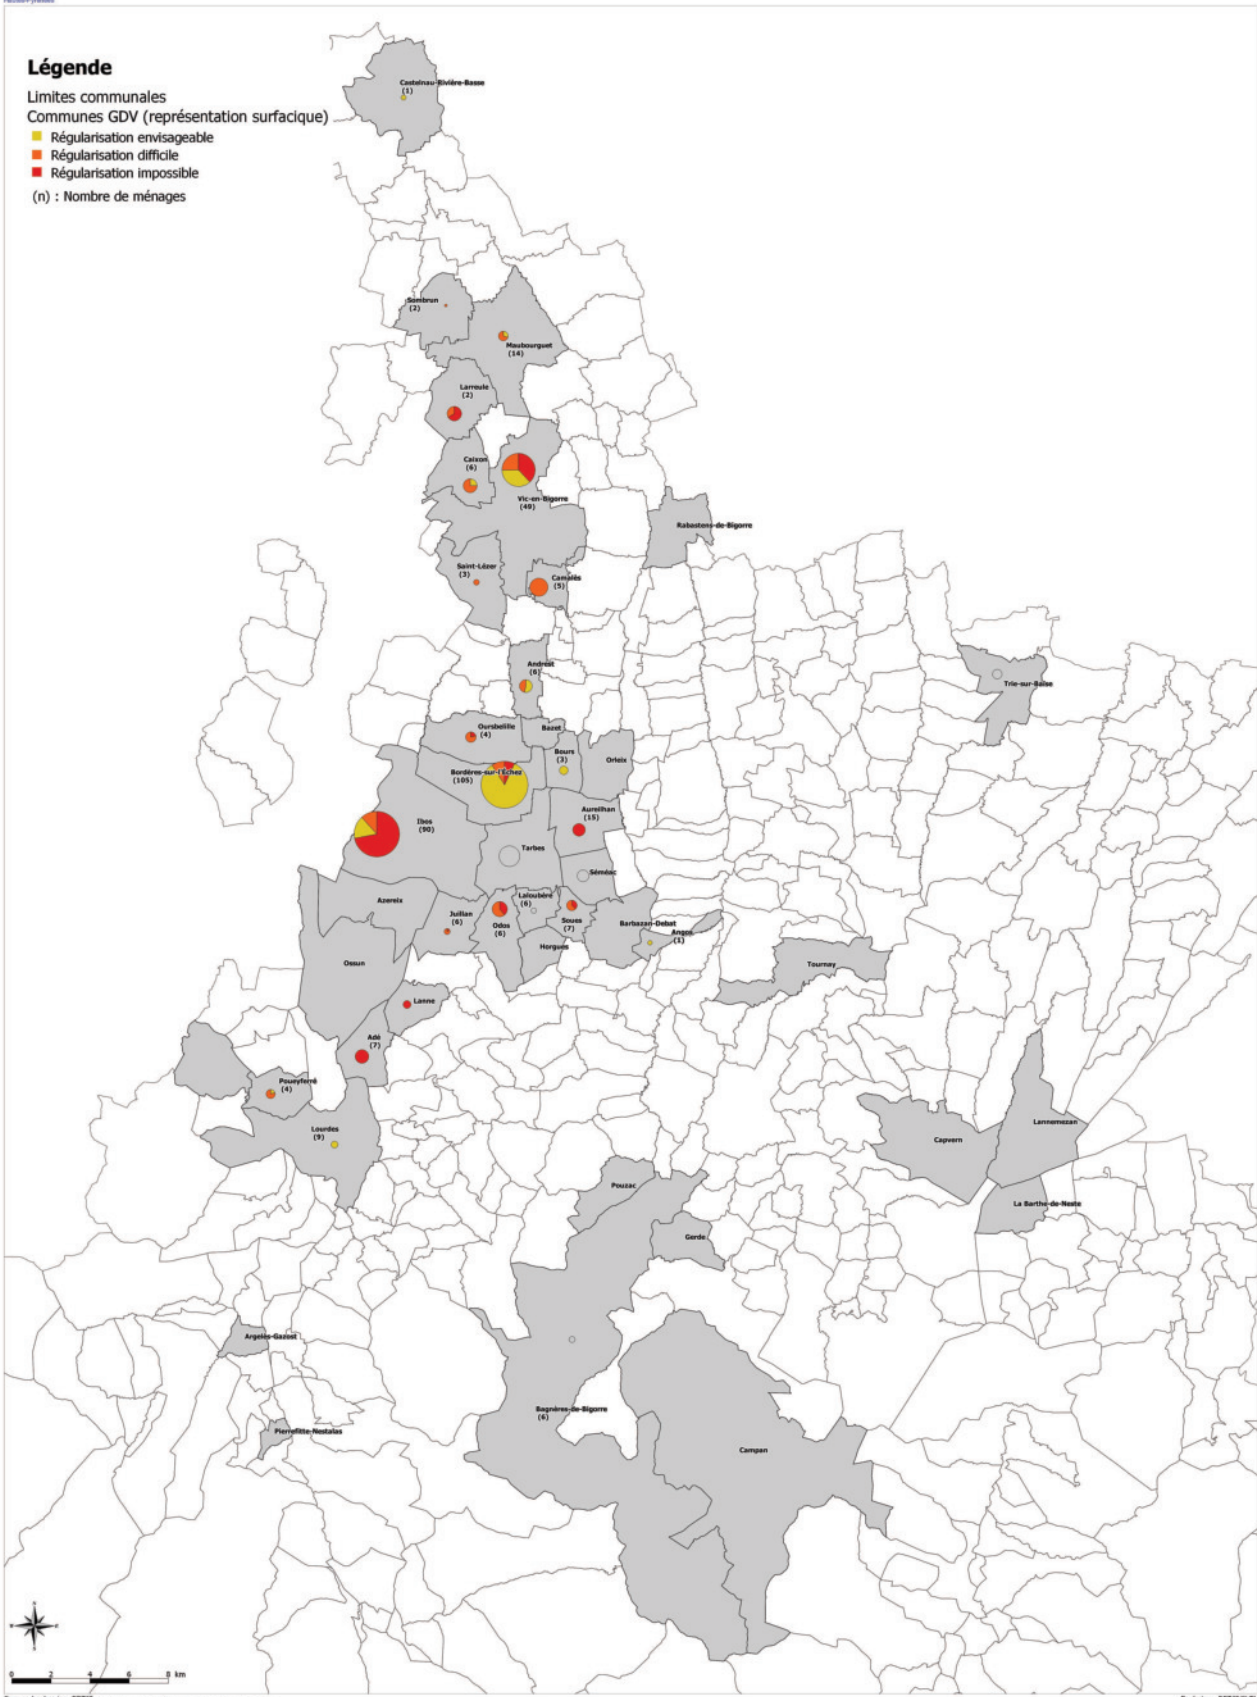 Légende
Limites communales
Communes GDV (représentation surfacique)
Régularisation envisageable
Régularisation difficile
Régularisation impossible
(n) : Nombre de ménages
Castelnau-Rivière-Basse
(1)
Sombrun
(2)
Maubourguet
(14)
Larreule
(2)
Caixon
(6)
Vic-en-Bigorre
(49)
Rabastens-de-Bigorre
Saint-Lézer
(3)
Camalès
(5)
Andrest
(6)
Trie-sur-Baïse
Oursbelille
(4)
Bazet
Bours
(3)
Orleix
Bordères-sur-l'Échez
(105)
Aureilhan
(15)
Ibos
(90)
Tarbes
Séméac
Azereix
Juillan
(6)
Odos
(6)
Laloubère
(6)
Soues
(7)
Horgues
Barbazan-Debat
Angos
(1)
Ossun
Tournay
Lanne
Adé
(7)
Poueyferré
(4)
Lourdes
(9)
Capvern
Lannemezan
La Barthe-de-Neste
Pouzac
Gerde
Argelès-Gazost
Pierrefitte-Nestalas
Bagnères-de-Bigorre
(6)
Campan
N
0 2 4 6 8 km